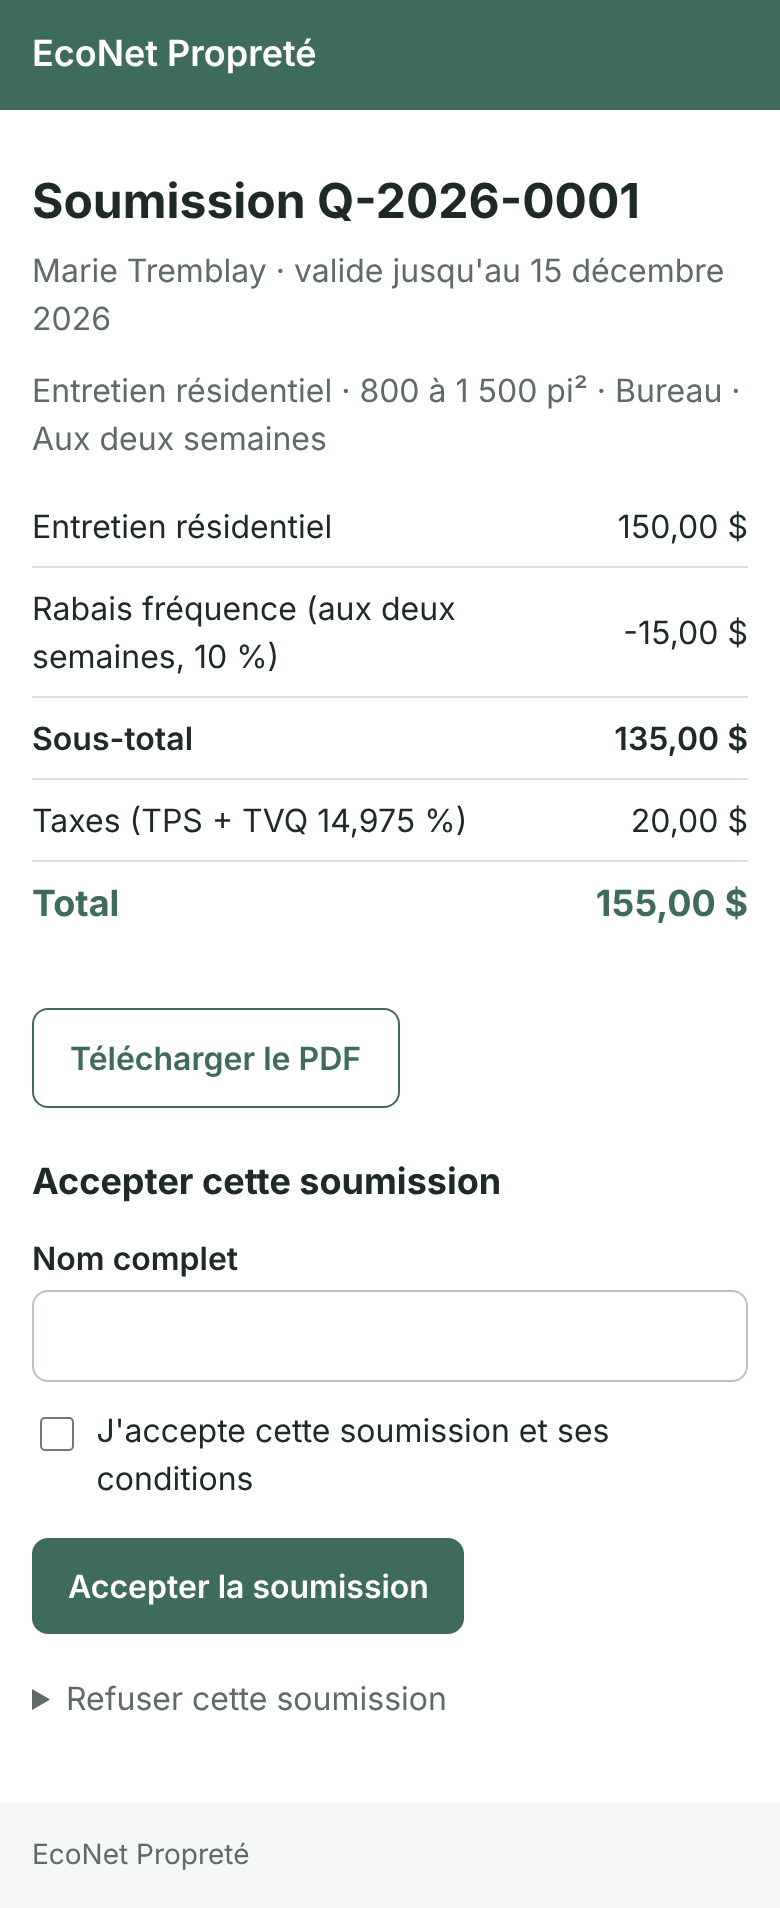 EcoNet Propreté
Soumission Q-2026-0001
Marie Tremblay · valide jusqu'au 15 décembre
2026
Entretien résidentiel · 800 à 1 500 pi² · Bureau ·
Aux deux semaines
Entretien résidentiel 150,00 $
Rabais fréquence (aux deux
semaines, 10 %) -15,00 $
Sous-total 135,00 $
Taxes (TPS + TVQ 14,975 %) 20,00 $
Total 155,00 $
Télécharger le PDF
Accepter cette soumission
Nom complet
J'accepte cette soumission et ses
conditions
Accepter la soumission
Refuser cette soumission
EcoNet Propreté